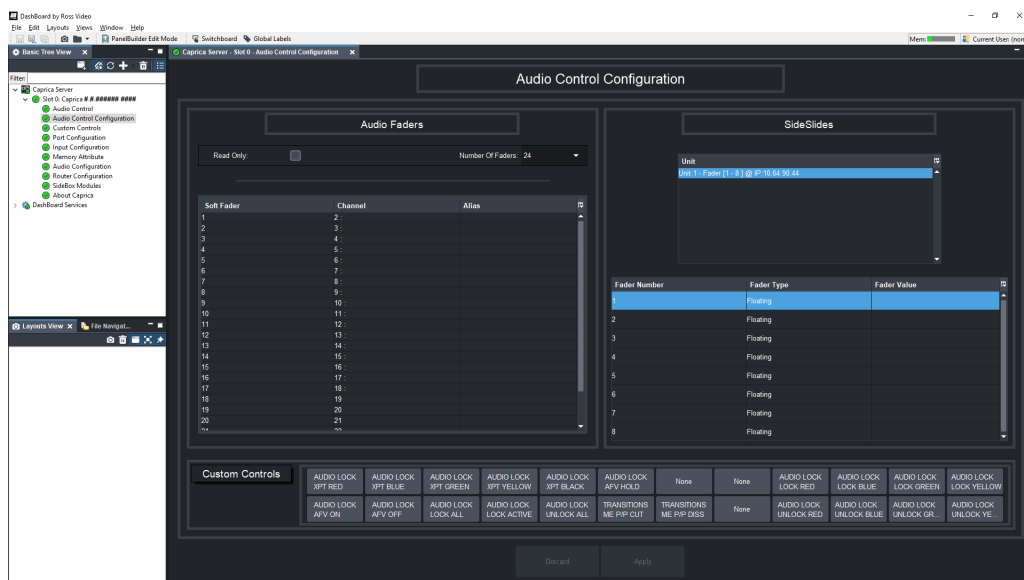 DashBoard by Ross Video
File Edit Layouts Views Window Help
PanelBuilder Edit Mode Switchboard Global Labels
Mem: Current User: (non
Basic Tree View
Filter:
Caprica Server
Slot 0: Caprica #.#.###### ####
Audio Control
Audio Control Configuration
Custom Controls
Port Configuration
Input Configuration
Memory Attribute
Audio Configuration
Router Configuration
SideBox Modules
About Caprica
DashBoard Services
Layouts View File Navigat...
Caprica Server - Slot 0 - Audio Control Configuration
Audio Control Configuration
Audio Faders
Read Only: Number Of Faders: 24
Soft Fader Channel Alias
1 2 :
2 3 :
3 4 :
4 5 :
5 6 :
6 7 :
7 8 :
8 9 :
9 10 :
10 11 :
11 12 :
12 13 :
13 14 :
14 15 :
15 16 :
16 17 :
17 18 :
18 19
19 20
20 21
21 22
SideSlides
Unit
Unit 1 - Fader [1 - 8 ] @ IP:10.64.90.44
Fader Number Fader Type Fader Value
1 Floating
2 Floating
3 Floating
4 Floating
5 Floating
6 Floating
7 Floating
8 Floating
Custom Controls
AUDIO LOCK XPT RED
AUDIO LOCK XPT BLUE
AUDIO LOCK XPT GREEN
AUDIO LOCK XPT YELLOW
AUDIO LOCK XPT BLACK
AUDIO LOCK AFV HOLD
None
None
AUDIO LOCK LOCK RED
AUDIO LOCK LOCK BLUE
AUDIO LOCK LOCK GREEN
AUDIO LOCK LOCK YELLOW
AUDIO LOCK AFV ON
AUDIO LOCK AFV OFF
AUDIO LOCK LOCK ALL
AUDIO LOCK LOCK ACTIVE
AUDIO LOCK UNLOCK ALL
TRANSITIONS ME P/P CUT
TRANSITIONS ME P/P DISS
None
AUDIO LOCK UNLOCK RED
AUDIO LOCK UNLOCK BLUE
AUDIO LOCK UNLOCK GR...
AUDIO LOCK UNLOCK YE...
Discard Apply